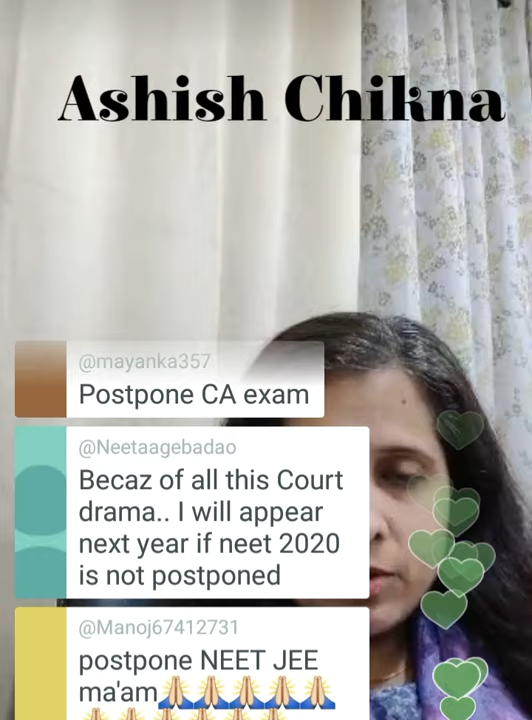 Ashish Chikna
@mayanka357
Postpone CA exam
@Neetaagebadao
Becaz of all this Court
drama.. I will appear
next year if neet 2020
is not postponed
@Manoj67412731
postpone NEET JEE
ma'am🙏🙏🙏🙏🙏
🙏🙏🙏🙏🙏🙏